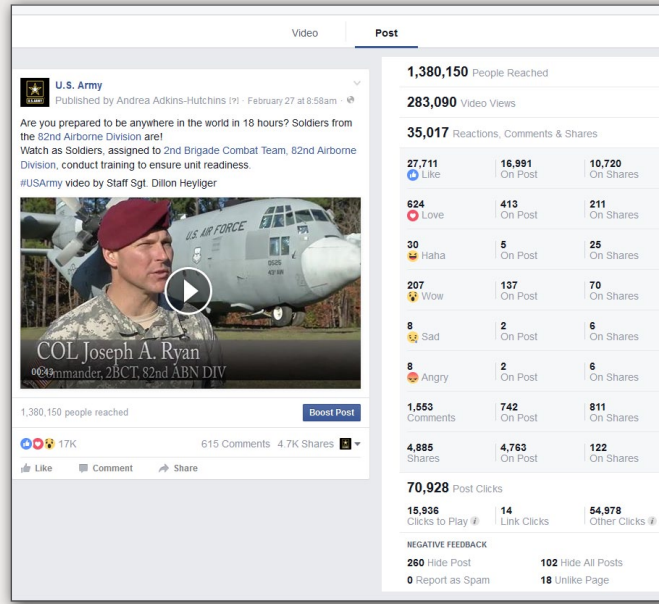 Video Post
U.S. Army
Published by Andrea Adkins-Hutchins [?] · February 27 at 8:58am ·
Are you prepared to be anywhere in the world in 18 hours? Soldiers from
the 82nd Airborne Division are!
Watch as Soldiers, assigned to 2nd Brigade Combat Team, 82nd Airborne
Division, conduct training to ensure unit readiness.
#USArmy video by Staff Sgt. Dillon Heyliger
U.S. AIR FORCE
0525
COL Joseph A. Ryan
00:43
Commander, 2BCT, 82nd ABN DIV
1,380,150 people reached
Boost Post
17K 615 Comments 4.7K Shares
Like Comment Share
1,380,150 People Reached
283,090 Video Views
35,017 Reactions, Comments & Shares
27,711 16,991 10,720
Like On Post On Shares
624 413 211
Love On Post On Shares
30 5 25
Haha On Post On Shares
207 137 70
Wow On Post On Shares
8 2 6
Sad On Post On Shares
8 2 6
Angry On Post On Shares
1,553 742 811
Comments On Post On Shares
4,885 4,763 122
Shares On Post On Shares
70,928 Post Clicks
15,936 14 54,978
Clicks to Play i Link Clicks Other Clicks i
NEGATIVE FEEDBACK
260 Hide Post 102 Hide All Posts
0 Report as Spam 18 Unlike Page